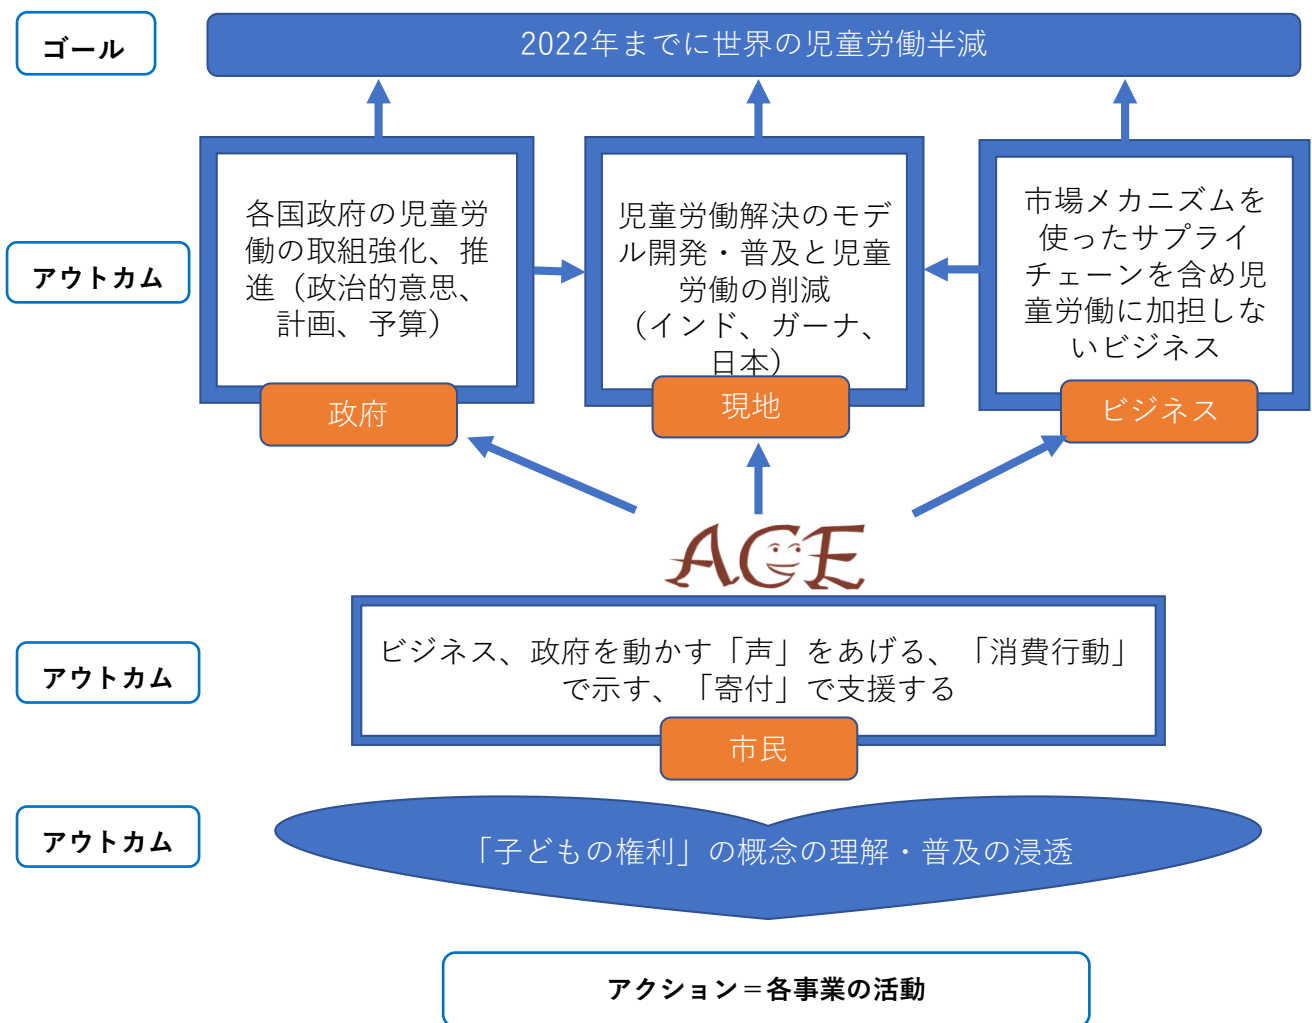 ゴール
2022年までに世界の児童労働半減
アウトカム
各国政府の児童労
働の取組強化、推
進（政治的意思、
計画、予算）
政府
児童労働解決のモデ
ル開発・普及と児童
労働の削減
（インド、ガーナ、
日本）
現地
市場メカニズムを
使ったサプライ
チェーンを含め児
童労働に加担しな
いビジネス
ビジネス
ACE
アウトカム
ビジネス、政府を動かす「声」をあげる、「消費行動」
で示す、「寄付」で支援する
市民
アウトカム
「子どもの権利」の概念の理解・普及の浸透
アクション＝各事業の活動